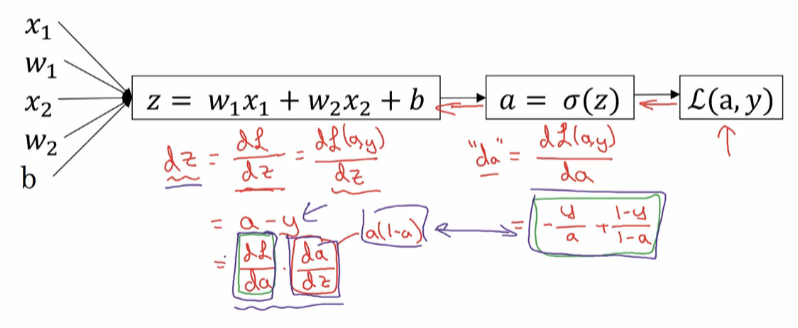 x₁
w₁
x₂
w₂
b
z = w₁x₁ + w₂x₂ + b
a = σ(z)
ℒ(a, y)
dz = dℒ/dz = dℒ(a,y)/dz
"da" = dℒ(a,y)/da
= a - y
a(1-a)
= -y/a + (1-y)/(1-a)
= dℒ/da · da/dz